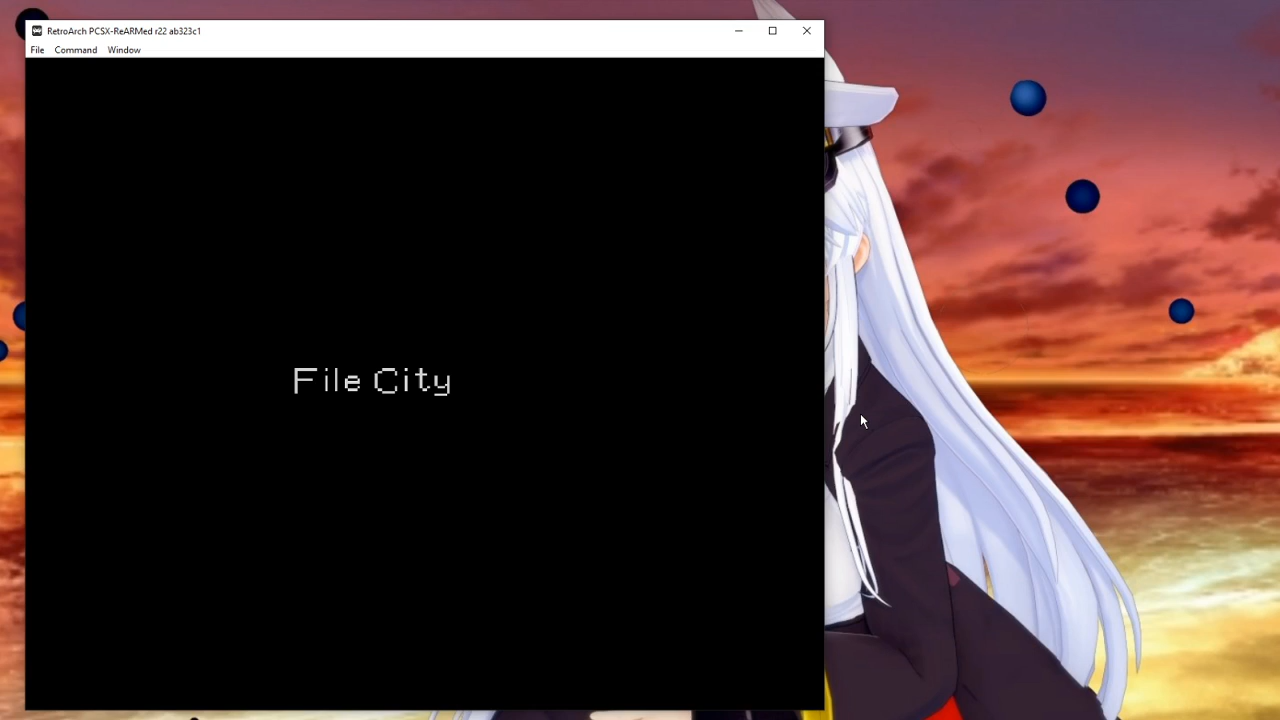 RetroArch PCSX-ReARMed r22 ab323c1
File Command Window
File City